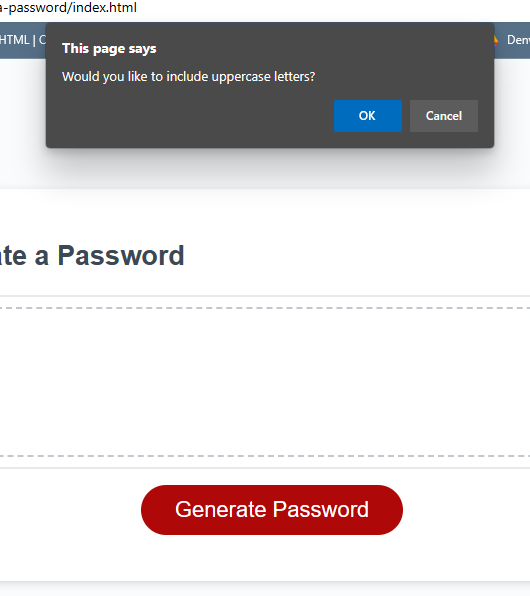 a-password/index.html
HTML | C
This page says
Would you like to include uppercase letters?
OK
Cancel
Denv
ate a Password
Generate Password